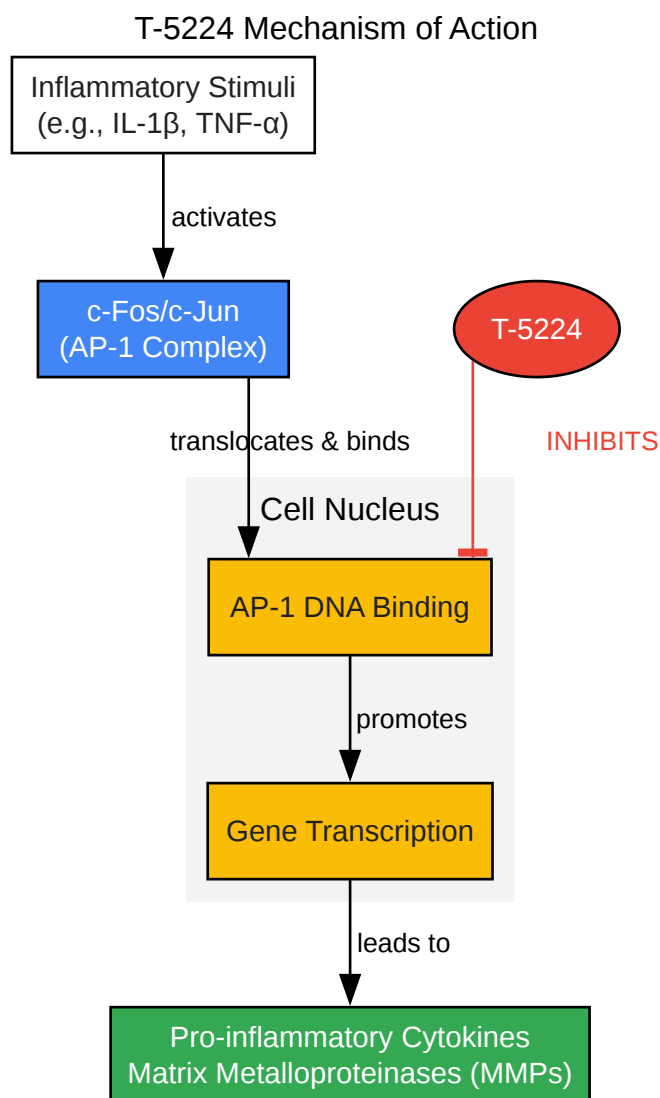 T-5224 Mechanism of Action
Inflammatory Stimuli
(e.g., IL-1β, TNF-α)
activates
c-Fos/c-Jun
(AP-1 Complex)
T-5224
translocates & binds
INHIBITS
Cell Nucleus
AP-1 DNA Binding
promotes
Gene Transcription
leads to
Pro-inflammatory Cytokines
Matrix Metalloproteinases (MMPs)